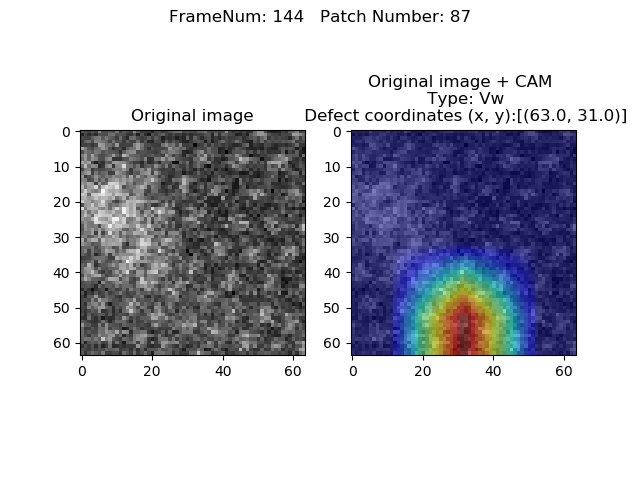 FrameNum: 144   Patch Number: 87
Original image
Original image + CAM
Type: Vw
Defect coordinates (x, y):[(63.0, 31.0)]
0
10
20
30
40
50
60
0 20 40 60
0
10
20
30
40
50
60
0 20 40 60